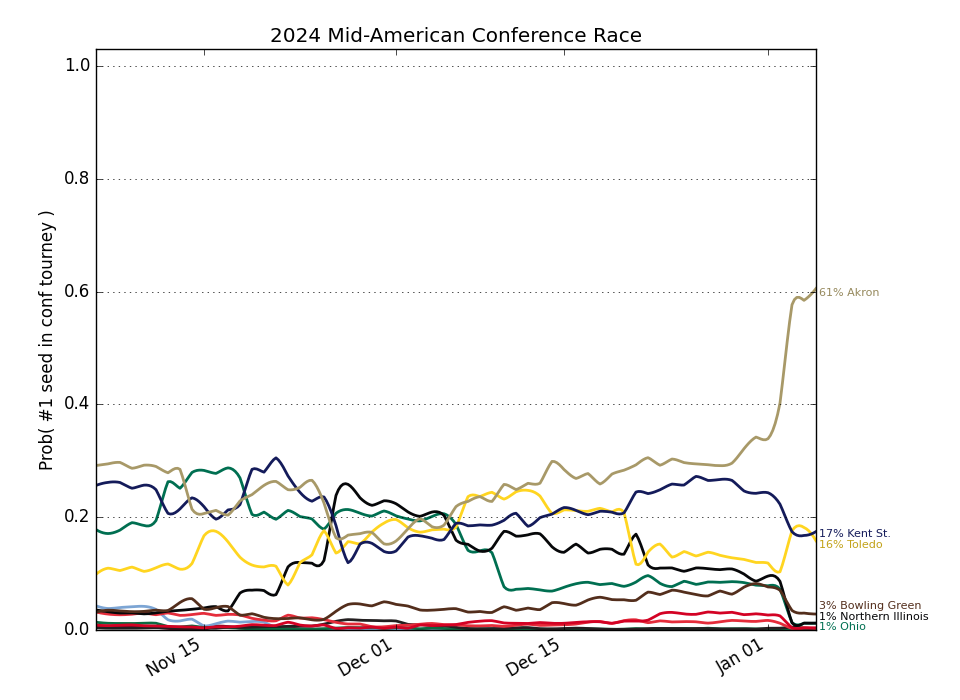 2024 Mid-American Conference Race
Prob( #1 seed in conf tourney )
1.0
0.8
0.6
0.4
0.2
0.0
61% Akron
17% Kent St.
16% Toledo
3% Bowling Green
1% Northern Illinois
1% Ohio
Nov 15
Dec 01
Dec 15
Jan 01